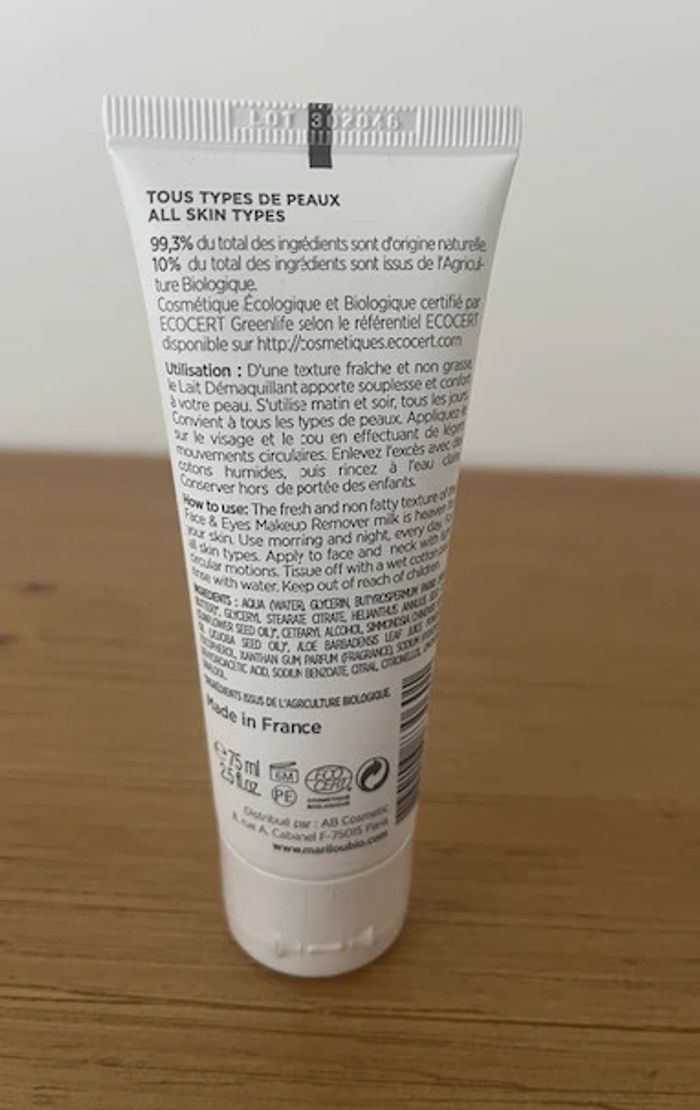 LOT 302046
TOUS TYPES DE PEAUX
ALL SKIN TYPES
99,3% du total des ingrédients sont d'origine naturelle.
10% du total des ingrédients sont issus de l'Agricul-
ture Biologique.
Cosmétique Écologique et Biologique certifié par
ECOCERT Greenlife selon le référentiel ECOCERT
disponible sur http://cosmetiques.ecocert.com
Utilisation : D'une texture fraîche et non grasse,
le Lait Démaquillant apporte souplesse et confort
à votre peau. S'utilise matin et soir, tous les jours.
Convient à tous les types de peaux. Appliquez-le
sur le visage et le cou en effectuant de légers
mouvements circulaires. Enlevez l'excès avec des
cotons humides, puis rincez à l'eau claire.
Conserver hors de portée des enfants.
How to use: The fresh and non fatty texture of the
Face & Eyes Makeup Remover milk is heaven to
your skin. Use morning and night, every day, for
all skin types. Apply to face and neck with light
circular motions. Tissue off with a wet cotton pad,
rinse with water. Keep out of reach of children.
INGREDIENTS : AQUA (WATER), GLYCERIN, BUTYROSPERMUM PARKII
BUTTER)*, GLYCERYL STEARATE CITRATE, HELIANTHUS ANNUUS SEED
(SUNFLOWER SEED OIL)*, CETEARYL ALCOHOL, SIMMONDSIA CHINENSIS
OIL (JOJOBA SEED OIL)*, ALOE BARBADENSIS LEAF JUICE
TOCOPHEROL, XANTHAN GUM, PARFUM (FRAGRANCE), SODIUM
DEHYDROACETIC ACID, SODIUM BENZOATE, CITRAL, CITRONELLOL,
LINALOOL.
*INGRÉDIENTS ISSUS DE L'AGRICULTURE BIOLOGIQUE.
Made in France
e 75 ml
2.5 fl.oz
6M
PE
ECO
CERT
COSMÉTIQUE
BIOLOGIQUE
Distribué par : AB Cosmetic
8, rue A. Cabanel F-75015 Paris
www.mariloubio.com